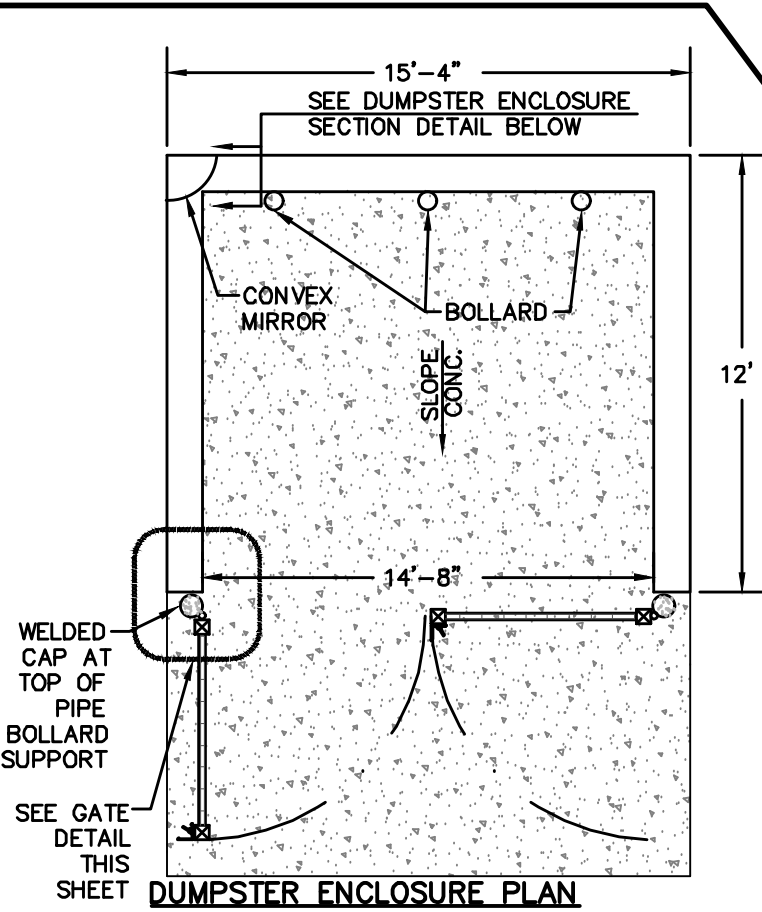 15'-4"
SEE DUMPSTER ENCLOSURE
SECTION DETAIL BELOW
CONVEX
MIRROR
BOLLARD
SLOPE
CONC.
12'
14'-8"
WELDED
CAP AT
TOP OF
PIPE
BOLLARD
SUPPORT
SEE GATE
DETAIL
THIS
SHEET
DUMPSTER ENCLOSURE PLAN